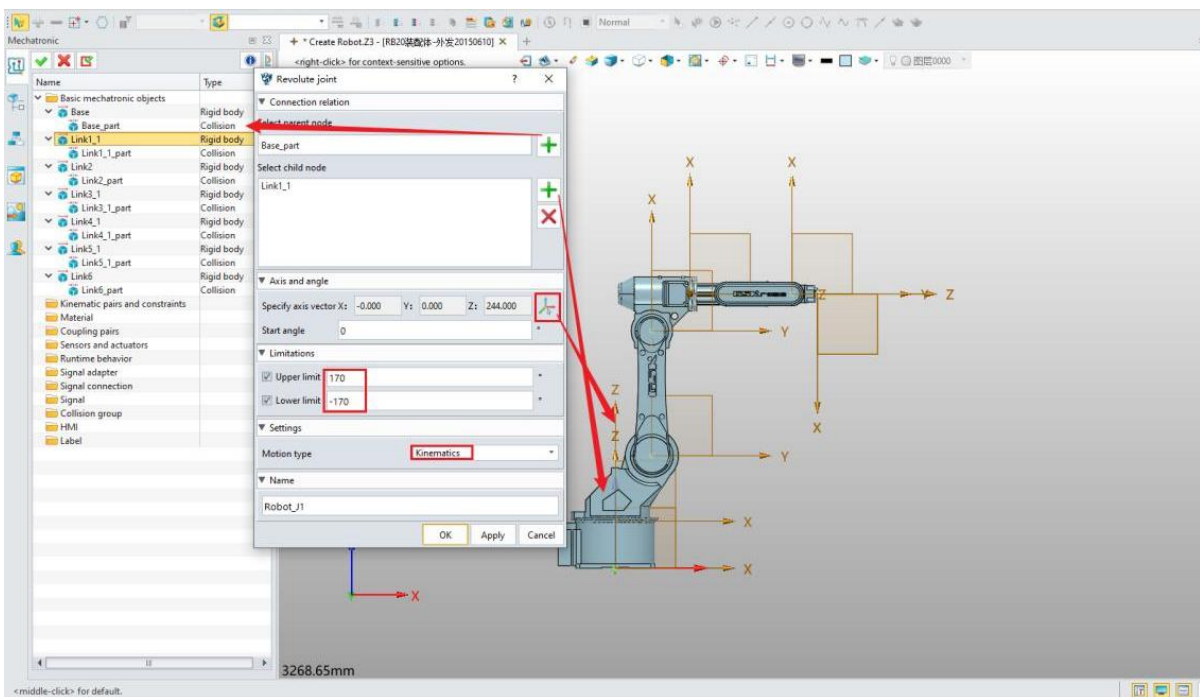 Normal
Mechatronic
+ * Create Robot.Z3 - [RB20装配体-外发20150610] × +
<right-click> for context-sensitive options.
图层0000
Name Type
Basic mechatronic objects
Base Rigid body
Base_part Collision
Link1_1 Rigid body
Link1_1_part Collision
Link2 Rigid body
Link2_part Collision
Link3_1 Rigid body
Link3_1_part Collision
Link4_1 Rigid body
Link4_1_part Collision
Link5_1 Rigid body
Link5_1_part Collision
Link6 Rigid body
Link6_part Collision
Kinematic pairs and constraints
Material
Coupling pairs
Sensors and actuators
Runtime behavior
Signal adapter
Signal connection
Signal
Collision group
HMI
Label
Revolute joint ? ×
Connection relation
Select parent node
Base_part
Select child node
Link1_1
Axis and angle
Specify axis vector X: -0.000 Y: 0.000 Z: 244.000
Start angle 0 °
Limitations
Upper limit 170 °
Lower limit -170 °
Settings
Motion type Kinematics
Name
Robot_J1
OK Apply Cancel
X X
X
Z Y Z
Y
Z X
Z Y
X
X
X
3268.65mm
<middle-click> for default.